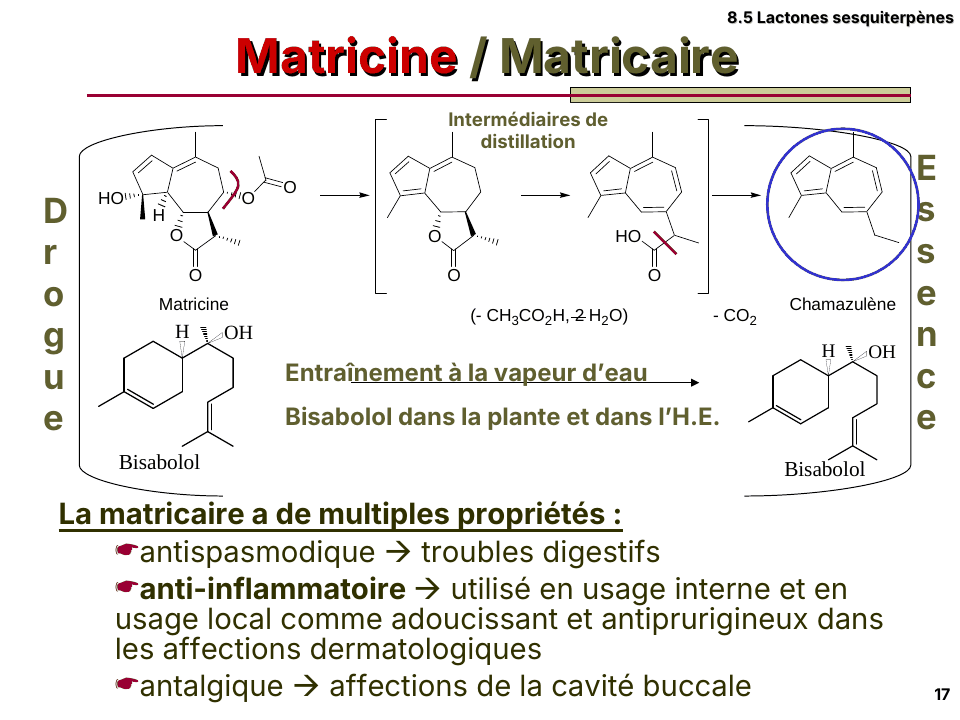 8.5 Lactones sesquiterpènes
Matricine / Matricaire
Intermédiaires de
distillation
Drogue
Essence
HO
H
O
O
O
O
O
O
HO
O
Matricine
(- CH3CO2H, 2 H2O)
- CO2
Chamazulène
H
OH
Bisabolol
Entraînement à la vapeur d’eau
Bisabolol dans la plante et dans l’H.E.
H
OH
Bisabolol
La matricaire a de multiples propriétés :
☛antispasmodique → troubles digestifs
☛anti-inflammatoire → utilisé en usage interne et en
usage local comme adoucissant et antiprurigineux dans
les affections dermatologiques
☛antalgique → affections de la cavité buccale
17